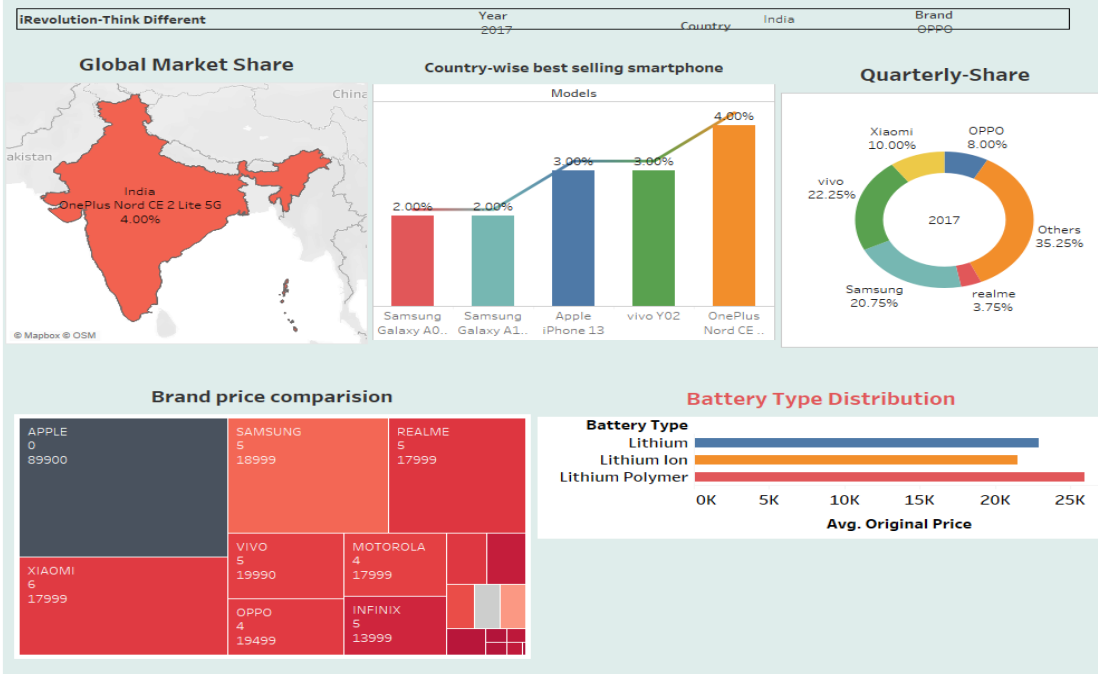 iRevolution-Think Different
Year
2017
Country
India
Brand
OPPO
Global Market Share
China
akistan
India
OnePlus Nord CE 2 Lite 5G
4.00%
© Mapbox © OSM
Country-wise best selling smartphone
Models
2.00%
2.00%
3.00%
3.00%
4.00%
Samsung
Galaxy A0..
Samsung
Galaxy A1..
Apple
iPhone 13
vivo Y02
OnePlus
Nord CE ..
Quarterly-Share
Xiaomi
10.00%
OPPO
8.00%
vivo
22.25%
2017
Others
35.25%
Samsung
20.75%
realme
3.75%
Brand price comparision
APPLE
0
89900
SAMSUNG
5
18999
REALME
5
17999
XIAOMI
6
17999
VIVO
5
19990
MOTOROLA
4
17999
OPPO
4
19499
INFINIX
5
13999
Battery Type Distribution
Battery Type
Lithium
Lithium Ion
Lithium Polymer
0K 5K 10K 15K 20K 25K
Avg. Original Price